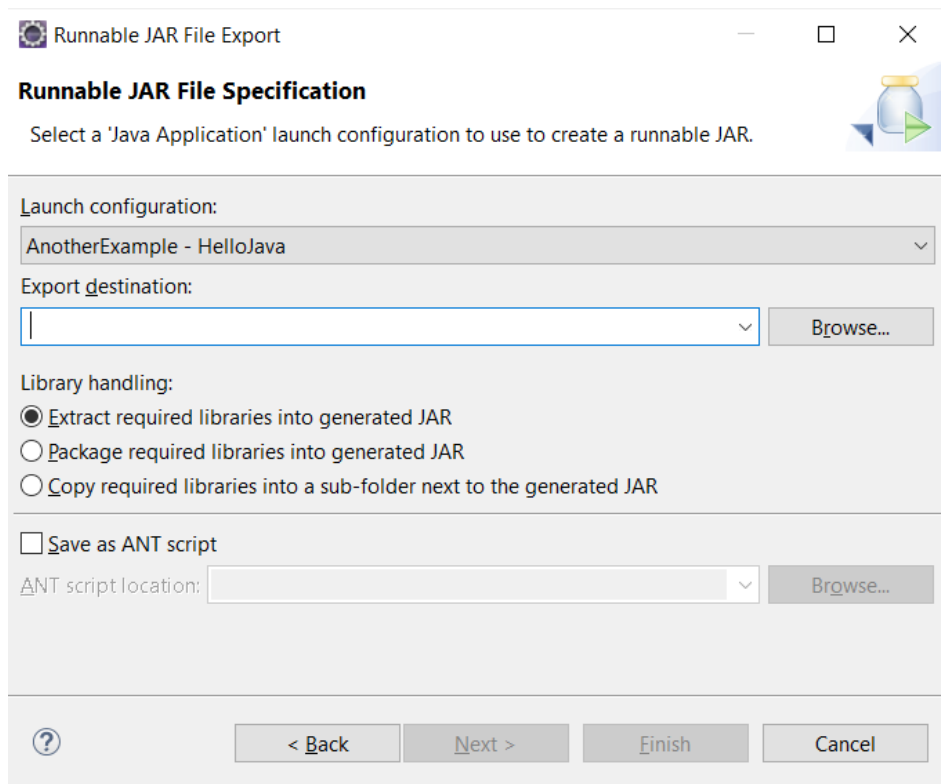 Runnable JAR File Export
Runnable JAR File Specification
Select a 'Java Application' launch configuration to use to create a runnable JAR.
Launch configuration:
AnotherExample - HelloJava
Export destination:
Browse...
Library handling:
Extract required libraries into generated JAR
Package required libraries into generated JAR
Copy required libraries into a sub-folder next to the generated JAR
Save as ANT script
ANT script location:
Browse...
? < Back Next > Finish Cancel